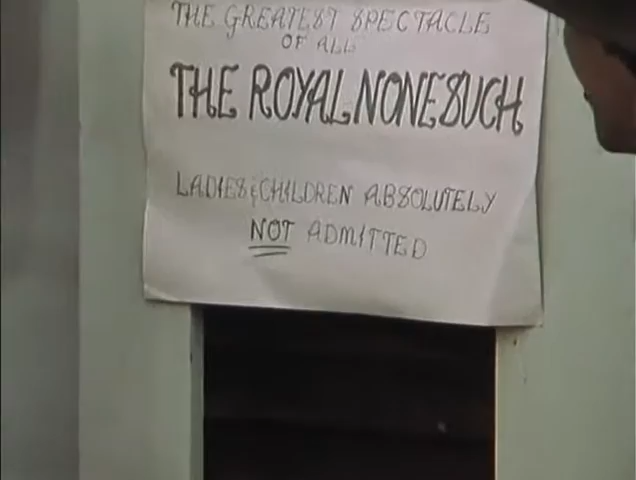 THE GREATEST SPECTACLE
OF ALL
THE ROYAL NONESUCH
LADIES & CHILDREN ABSOLUTELY
NOT ADMITTED